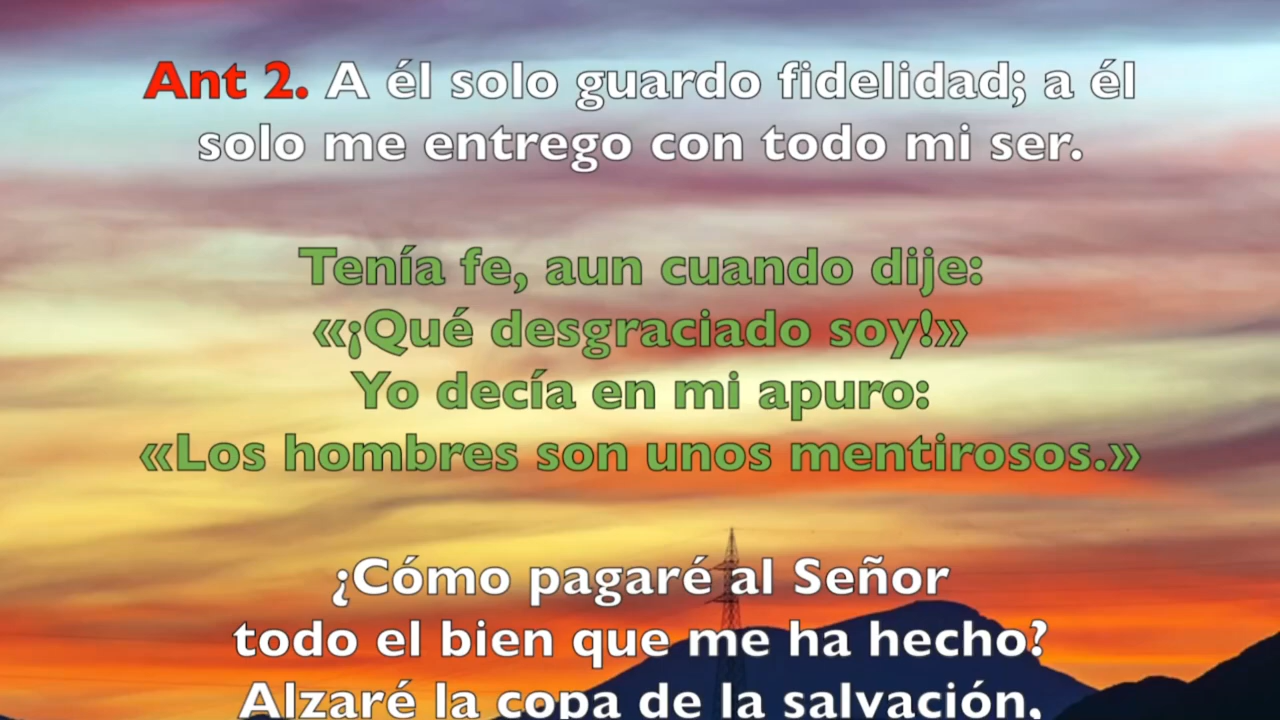 Ant 2. A él solo guardo fidelidad; a él
solo me entrego con todo mi ser.
Tenía fe, aun cuando dije:
«¡Qué desgraciado soy!»
Yo decía en mi apuro:
«Los hombres son unos mentirosos.»
¿Cómo pagaré al Señor
todo el bien que me ha hecho?
Alzaré la copa de la salvación,